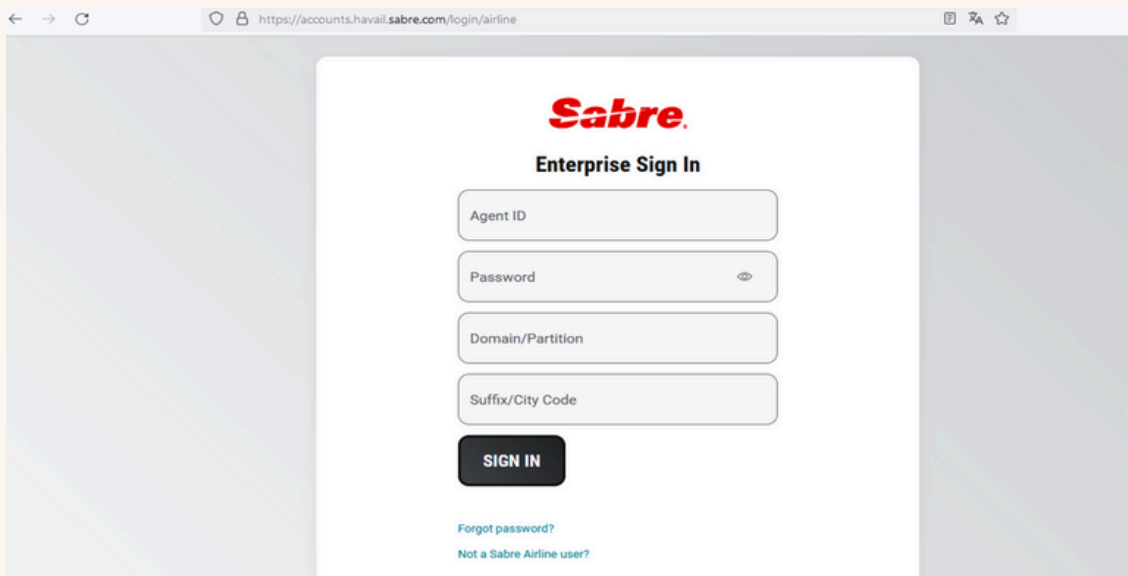 https://accounts.havail.sabre.com/login/airline
Sabre.
Enterprise Sign In
Agent ID
Password
Domain/Partition
Suffix/City Code
SIGN IN
Forgot password?
Not a Sabre Airline user?